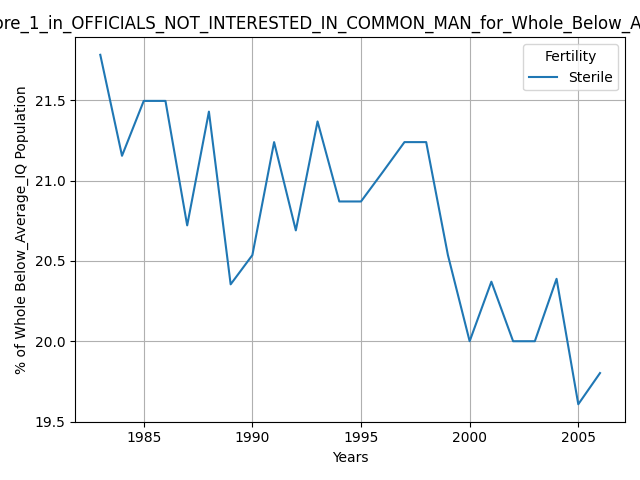 ore_1_in_OFFICIALS_NOT_INTERESTED_IN_COMMON_MAN_for_Whole_Below_A
Fertility
Sterile
% of Whole Below_Average_IQ Population
21.5
21.0
20.5
20.0
19.5
1985 1990 1995 2000 2005
Years